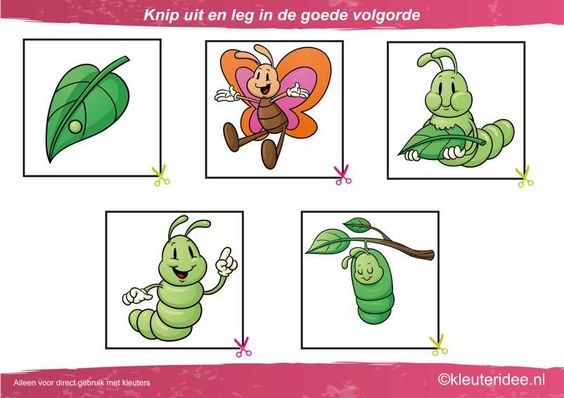 Knip uit en leg in de goede volgorde
Alleen voor direct gebruik met kleuters
©kleuteridee.nl